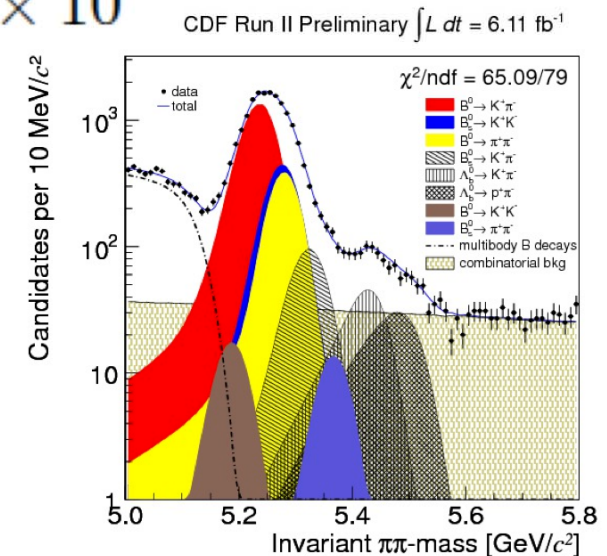 × 10
CDF Run II Preliminary ∫L dt = 6.11 fb⁻¹
Candidates per 10 MeV/c²
χ²/ndf = 65.09/79
data
total
B⁰→ K⁺π⁻
B⁰ₛ→ K⁺K⁻
B⁰→ π⁺π⁻
B⁰ₛ→ K⁺π⁻
Λ⁰_b→ K⁺π⁻
Λ⁰_b→ p⁺π⁻
B⁰→ K⁺K⁻
B⁰ₛ→ π⁺π⁻
multibody B decays
combinatorial bkg
10³
10²
10
1
5.0 5.2 5.4 5.6 5.8
Invariant ππ-mass [GeV/c²]